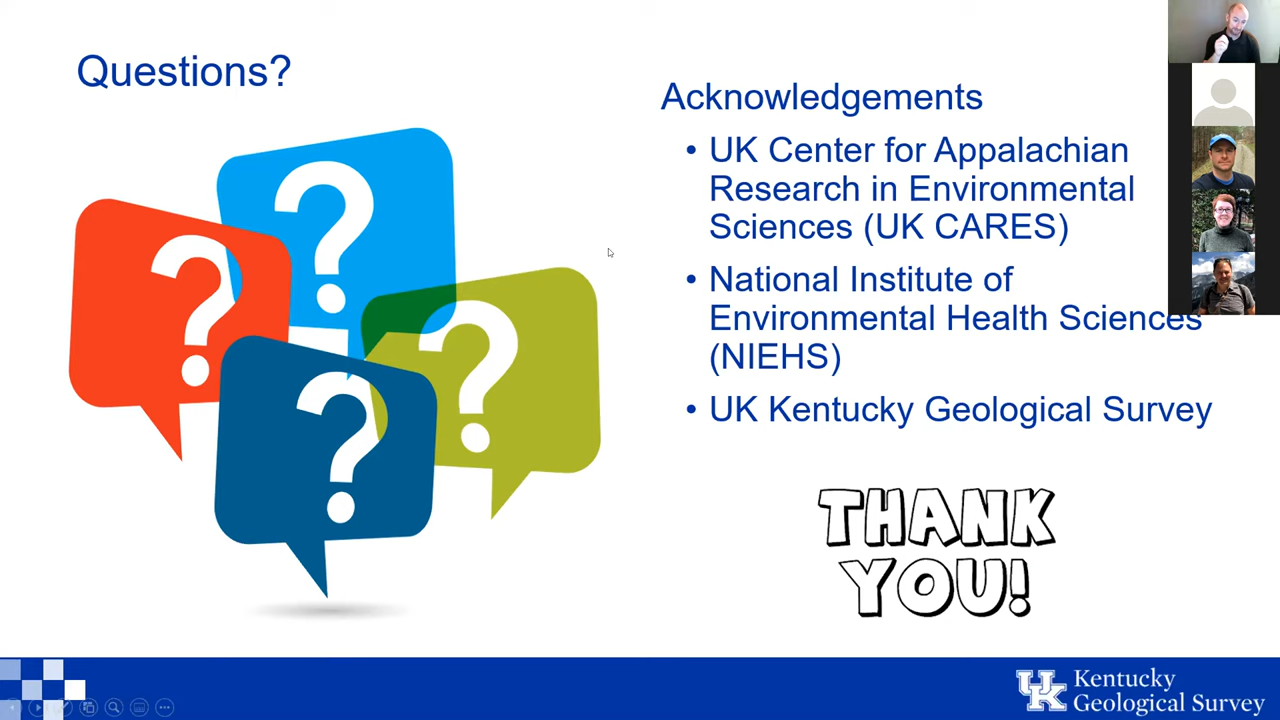 Questions?
?
?
?
?
Acknowledgements
• UK Center for Appalachian
Research in Environmental
Sciences (UK CARES)
• National Institute of
Environmental Health Sciences
(NIEHS)
• UK Kentucky Geological Survey
THANK
YOU!
UK Kentucky
Geological Survey